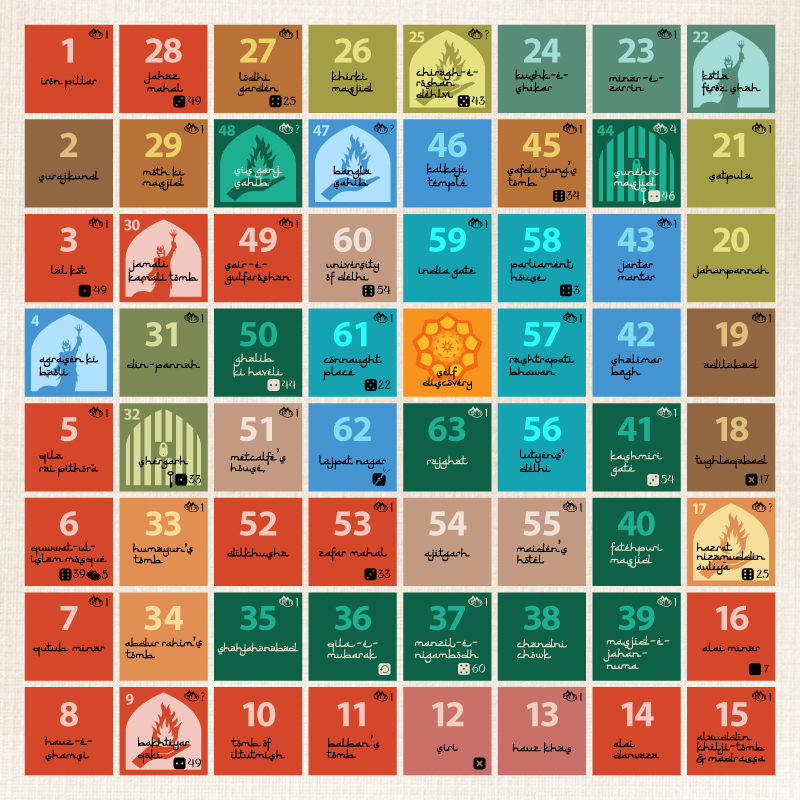 1
1
iron pillar
28
jahaz
mahal
49
27
1
lodhi
garden
25
26
khirki
masjid
25
?
chiragh-e-
roshan
dehlvi
43
24
kushk-e-
shikar
23
1
minar-e-
zarrin
22
kotla
feroz shah
2
surajkund
29
1
moth ki
masjid
48
?
sis ganj
sahib
47
?
bangla
sahib
46
kalkaji
temple
45
1
safdarjung's
tomb
34
44
4
sunehri
masjid
46
21
1
satpula
3
1
lal kot
49
30
jamali
kamali tomb
49
1
sair-e-
gulfaroshan
60
university
of delhi
54
59
1
india gate
58
parliament
house
3
43
1
jantar
mantar
20
jahanpannah
4
agrasen ki
baoli
31
1
din-pannah
50
ghalib
ki haveli
44
61
1
connaught
place
22
self
discovery
57
1
rashtrapati
bhawan
42
shalimar
bagh
19
1
adilabad
5
1
qila
rai pithora
32
shergarh
33
51
1
metcalfe's
house
62
lajpat nagar
63
1
rajghat
56
lutyens'
delhi
41
1
kashmiri
gate
54
18
tughlaqabad
17
6
quwwat-ul-
islam mosque
39
5
33
1
humayun's
tomb
52
dilkhusha
53
1
zafar mahal
33
54
ajitgarh
55
1
maiden's
hotel
40
fatehpuri
masjid
17
?
hazrat
nizamuddin
auliya
25
7
1
qutub minar
34
abdur rahim's
tomb
35
1
shahjahanabad
36
qila-e-
mubarak
37
1
manzil-e-
nigambodh
60
38
chandni
chowk
39
1
masjid-e-
jahan-
numa
16
alai minar
7
8
hauz-e-
shamsi
9
?
bakhtiyar
qaki
49
10
tomb of
iltutmish
11
1
balban's
tomb
12
siri
13
1
hauz khas
14
alai
darwaza
15
1
alauddin
khilji-tomb
& madrassa